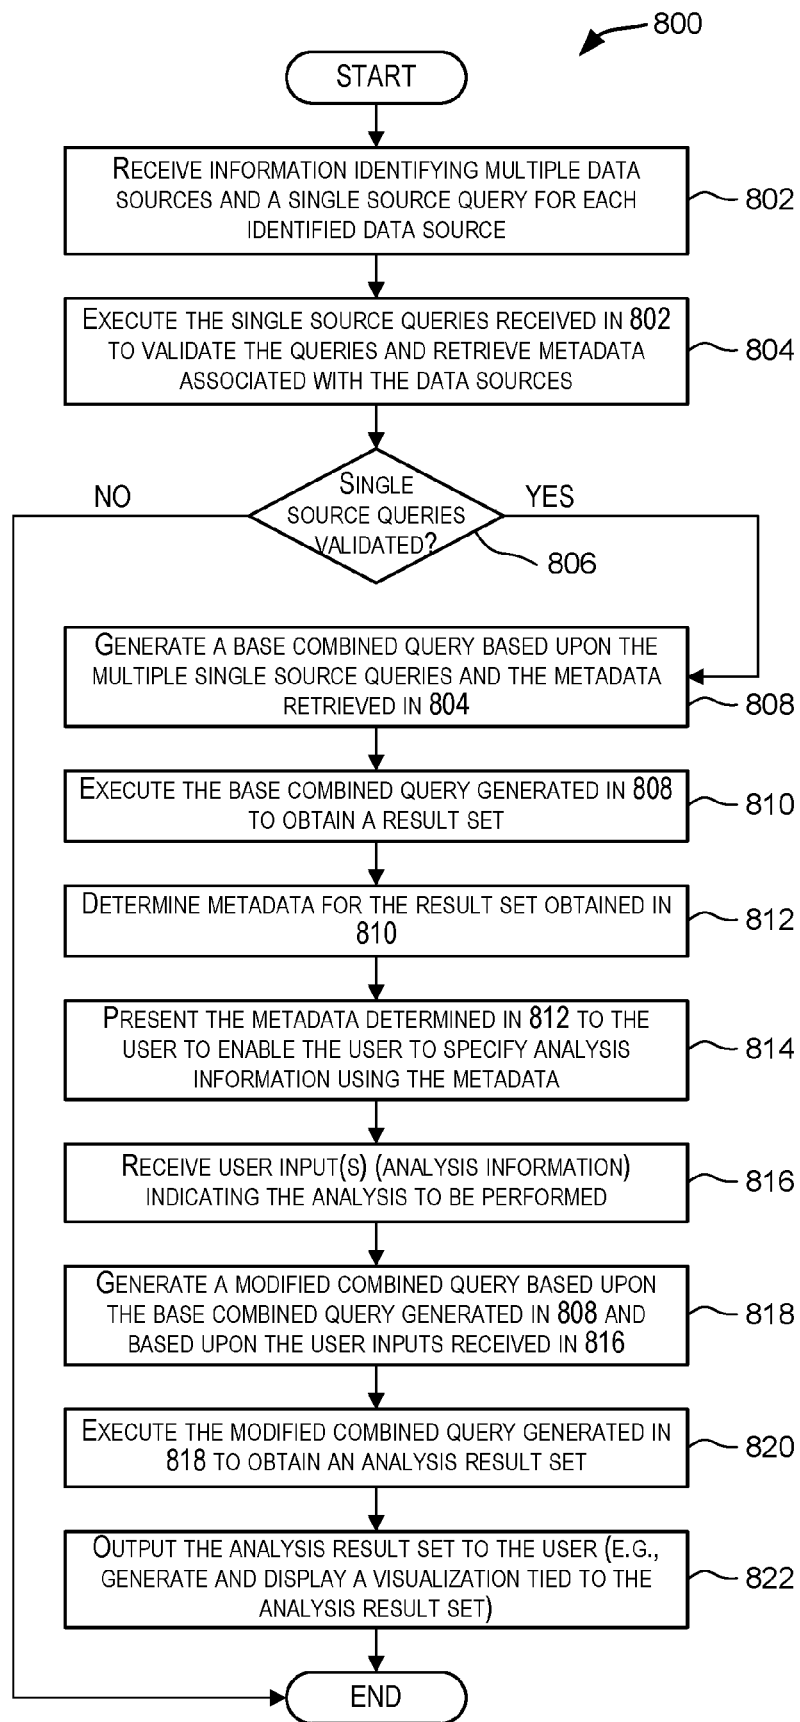 800
START
RECEIVE INFORMATION IDENTIFYING MULTIPLE DATA
SOURCES AND A SINGLE SOURCE QUERY FOR EACH
IDENTIFIED DATA SOURCE
802
EXECUTE THE SINGLE SOURCE QUERIES RECEIVED IN 802
TO VALIDATE THE QUERIES AND RETRIEVE METADATA
ASSOCIATED WITH THE DATA SOURCES
804
NO
SINGLE
SOURCE QUERIES
VALIDATED?
YES
806
GENERATE A BASE COMBINED QUERY BASED UPON THE
MULTIPLE SINGLE SOURCE QUERIES AND THE METADATA
RETRIEVED IN 804
808
EXECUTE THE BASE COMBINED QUERY GENERATED IN 808
TO OBTAIN A RESULT SET
810
DETERMINE METADATA FOR THE RESULT SET OBTAINED IN
810
812
PRESENT THE METADATA DETERMINED IN 812 TO THE
USER TO ENABLE THE USER TO SPECIFY ANALYSIS
INFORMATION USING THE METADATA
814
RECEIVE USER INPUT(S) (ANALYSIS INFORMATION)
INDICATING THE ANALYSIS TO BE PERFORMED
816
GENERATE A MODIFIED COMBINED QUERY BASED UPON
THE BASE COMBINED QUERY GENERATED IN 808 AND
BASED UPON THE USER INPUTS RECEIVED IN 816
818
EXECUTE THE MODIFIED COMBINED QUERY GENERATED IN
818 TO OBTAIN AN ANALYSIS RESULT SET
820
OUTPUT THE ANALYSIS RESULT SET TO THE USER (E.G.,
GENERATE AND DISPLAY A VISUALIZATION TIED TO THE
ANALYSIS RESULT SET)
822
END